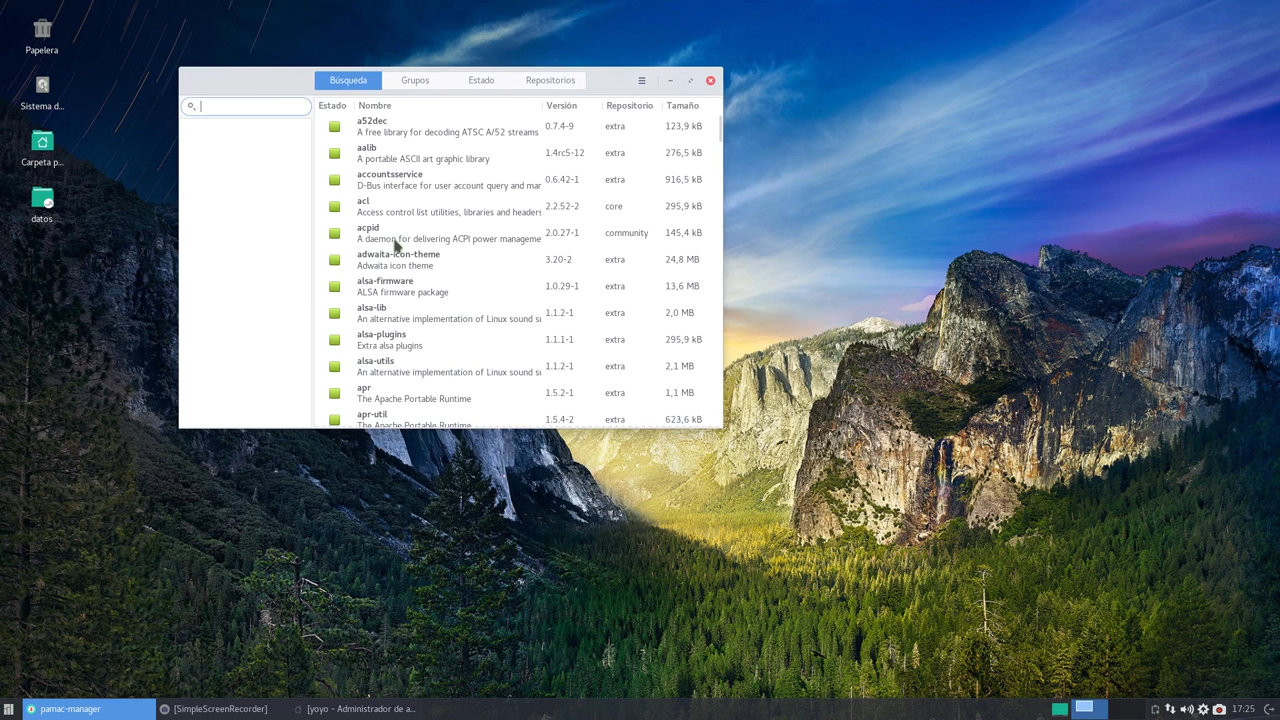 Papelera
Sistema d...
Carpeta p...
datos
Búsqueda
Grupos
Estado
Repositorios
Estado Nombre Versión Repositorio Tamaño
a52dec
A free library for decoding ATSC A/52 streams
0.7.4-9 extra 123,9 kB
aalib
A portable ASCII art graphic library
1.4rc5-12 extra 276,5 kB
accountsservice
D-Bus interface for user account query and mar
0.6.42-1 extra 916,5 kB
acl
Access control list utilities, libraries and headers
2.2.52-2 core 295,9 kB
acpid
A daemon for delivering ACPI power manageme
2.0.27-1 community 145,4 kB
adwaita-icon-theme
Adwaita icon theme
3.20-2 extra 24,8 MB
alsa-firmware
ALSA firmware package
1.0.29-1 extra 13,6 MB
alsa-lib
An alternative implementation of Linux sound su
1.1.2-1 extra 2,0 MB
alsa-plugins
Extra alsa plugins
1.1.1-1 extra 295,9 kB
alsa-utils
An alternative implementation of Linux sound su
1.1.2-1 extra 2,1 MB
apr
The Apache Portable Runtime
1.5.2-1 extra 1,1 MB
apr-util
The Apache Portable Runtime
1.5.4-2 extra 623,6 kB
pamac-manager
[SimpleScreenRecorder]
[yoyo - Administrador de a...
17:25